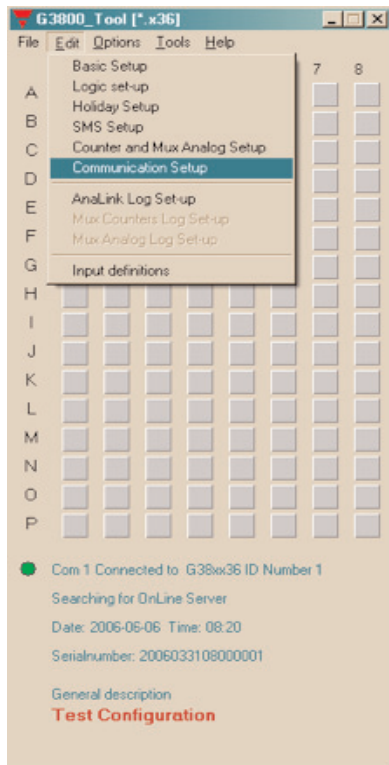 G3800_Tool [*.x36]
File Edit Options Tools Help
Basic Setup
Logic set-up
Holiday Setup
SMS Setup
Counter and Mux Analog Setup
Communication Setup
AnaLink Log Set-up
Mux Counters Log Set-up
Mux Analog Log Set-up
Input definitions
7 8
A
B
C
D
E
F
G
H
I
J
K
L
M
N
O
P
Com 1 Connected to G38xx36 ID Number 1
Searching for OnLine Server
Date: 2006-06-06 Time: 08:20
Serialnumber: 2006033108000001
General description
Test Configuration